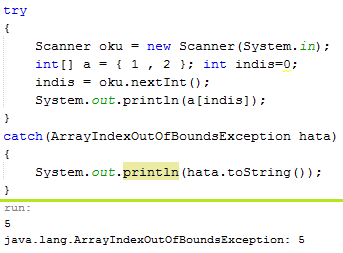 try
{
Scanner oku = new Scanner(System.in);
int[] a = { 1 , 2 }; int indis=0;
indis = oku.nextInt();
System.out.println(a[indis]);
}
catch(ArrayIndexOutOfBoundsException hata)
{
System.out.println(hata.toString());
}
run:
5
java.lang.ArrayIndexOutOfBoundsException: 5